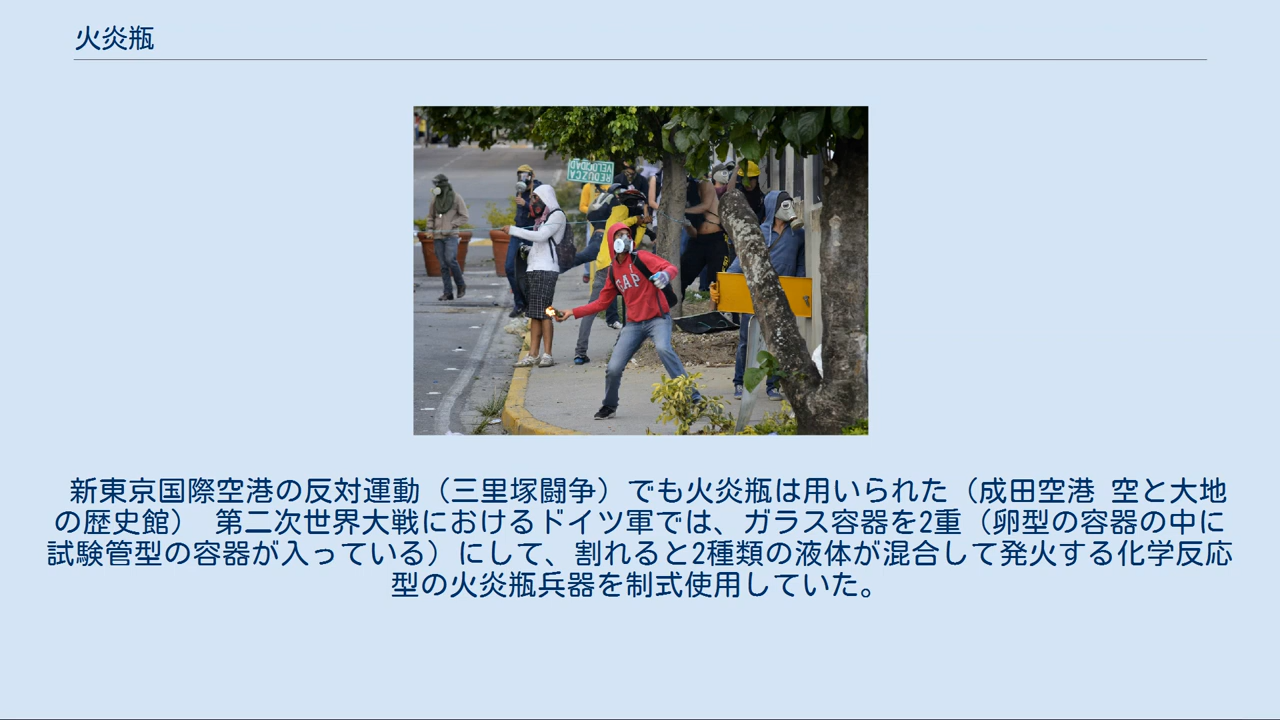 火炎瓶
REDUZCA
VELOCIDAD
GAP
新東京国際空港の反対運動（三里塚闘争）でも火炎瓶は用いられた（成田空港 空と大地
の歴史館） 第二次世界大戦におけるドイツ軍では、ガラス容器を2重（卵型の容器の中に
試験管型の容器が入っている）にして、割れると2種類の液体が混合して発火する化学反応
型の火炎瓶兵器を制式使用していた。